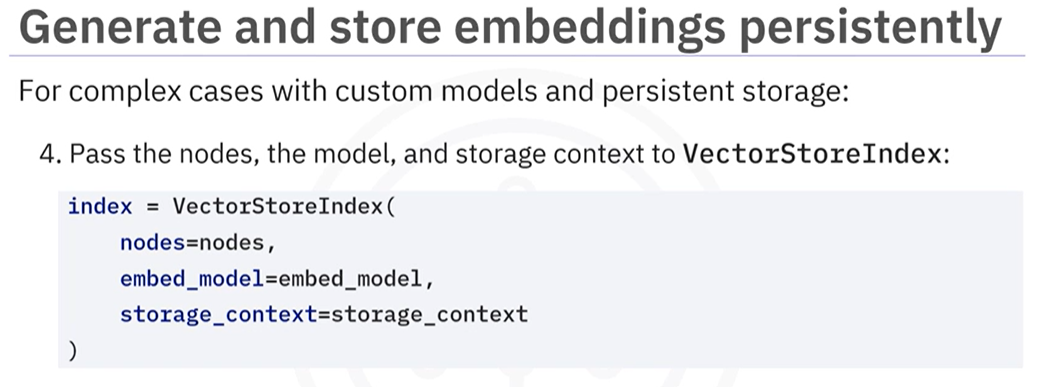 Generate and store embeddings persistently
For complex cases with custom models and persistent storage:
4. Pass the nodes, the model, and storage context to VectorStoreIndex:
index = VectorStoreIndex(
    nodes=nodes,
    embed_model=embed_model,
    storage_context=storage_context
)